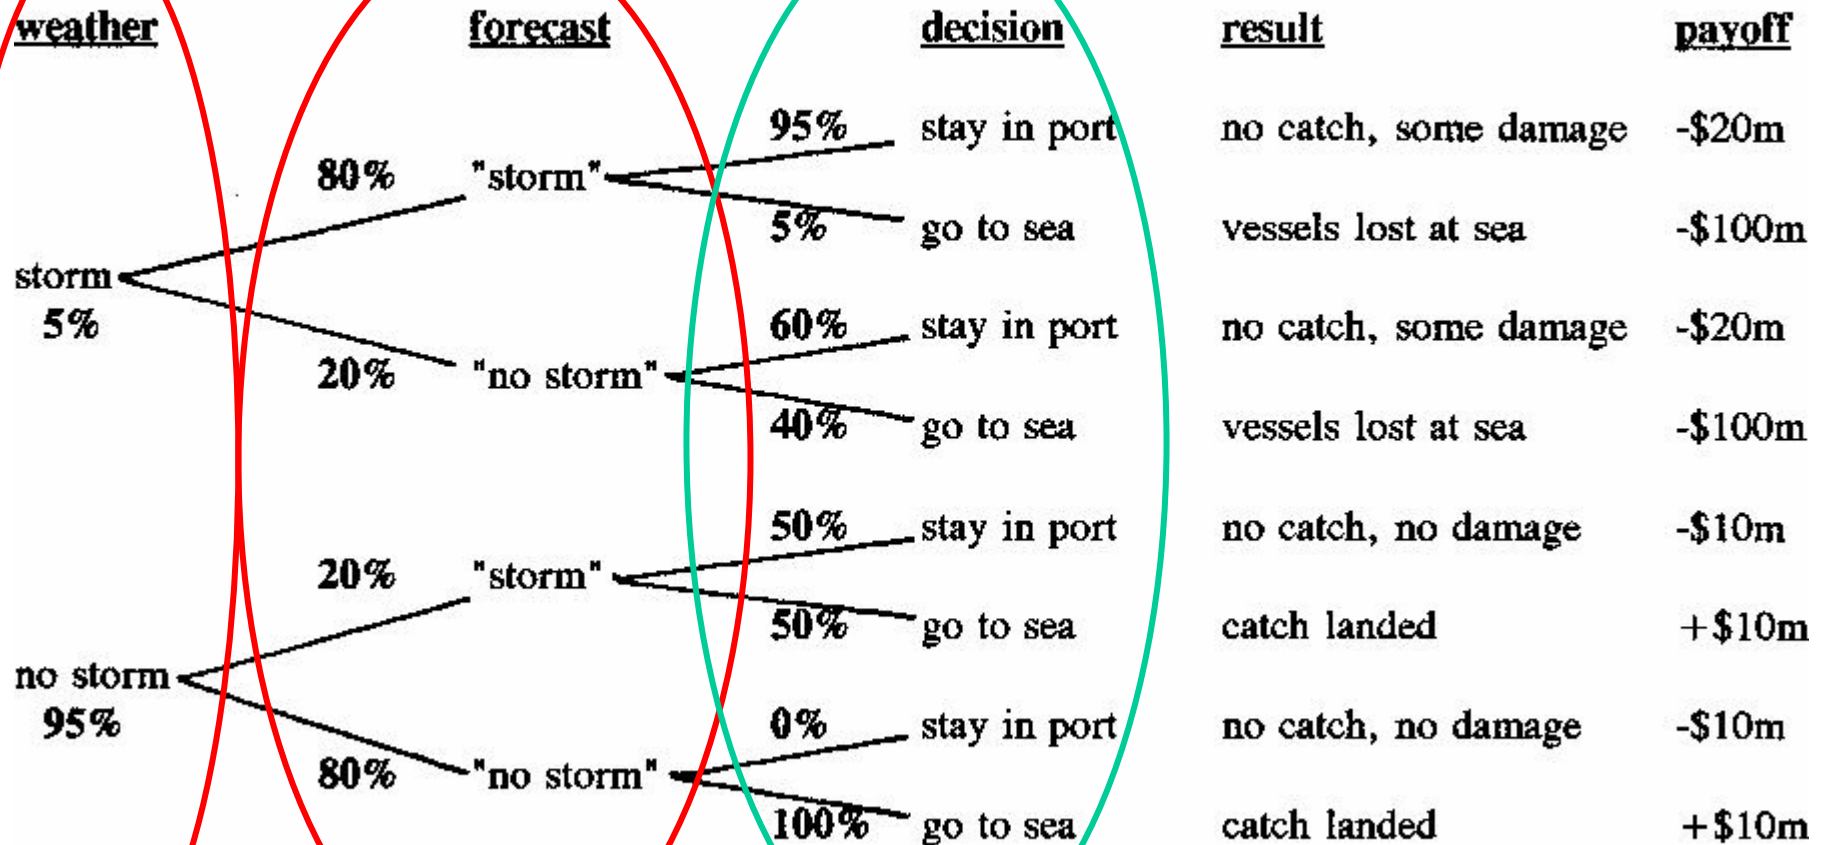 weather forecast decision result payoff
95% stay in port no catch, some damage -$20m
80% "storm"
5% go to sea vessels lost at sea -$100m
storm
5% 60% stay in port no catch, some damage -$20m
20% "no storm"
40% go to sea vessels lost at sea -$100m
50% stay in port no catch, no damage -$10m
20% "storm"
50% go to sea catch landed +$10m
no storm
95% 0% stay in port no catch, no damage -$10m
80% "no storm"
100% go to sea catch landed +$10m